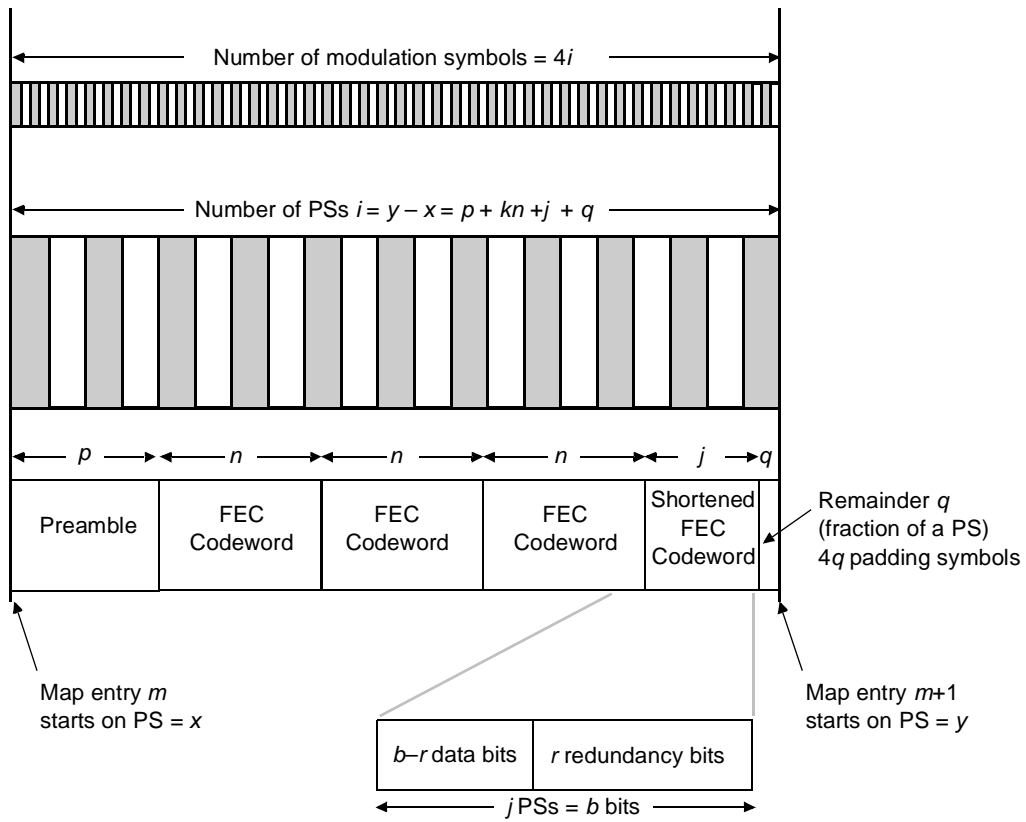 Number of modulation symbols = 4i
Number of PSs i = y – x = p + kn +j + q
p n n n j q
Preamble
FEC
Codeword
FEC
Codeword
FEC
Codeword
Shortened
FEC
Codeword
Remainder q
(fraction of a PS)
4q padding symbols
Map entry m
starts on PS = x
Map entry m+1
starts on PS = y
b–r data bits
r redundancy bits
j PSs = b bits